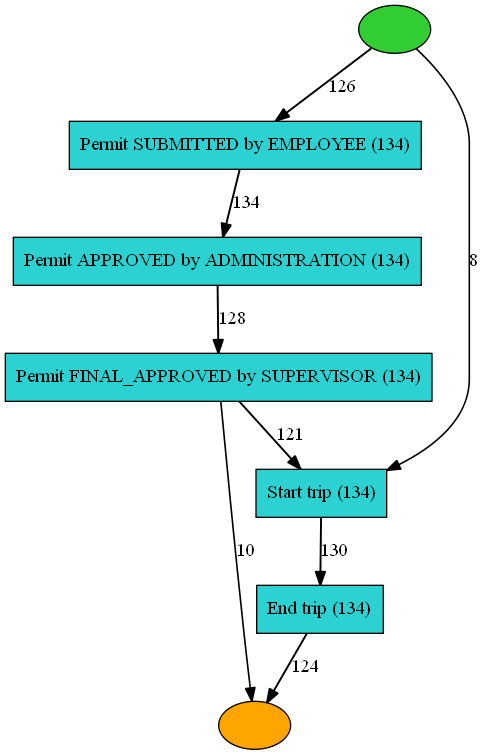 126
Permit SUBMITTED by EMPLOYEE (134)
134
Permit APPROVED by ADMINISTRATION (134)
8
128
Permit FINAL_APPROVED by SUPERVISOR (134)
121
Start trip (134)
10
130
End trip (134)
124